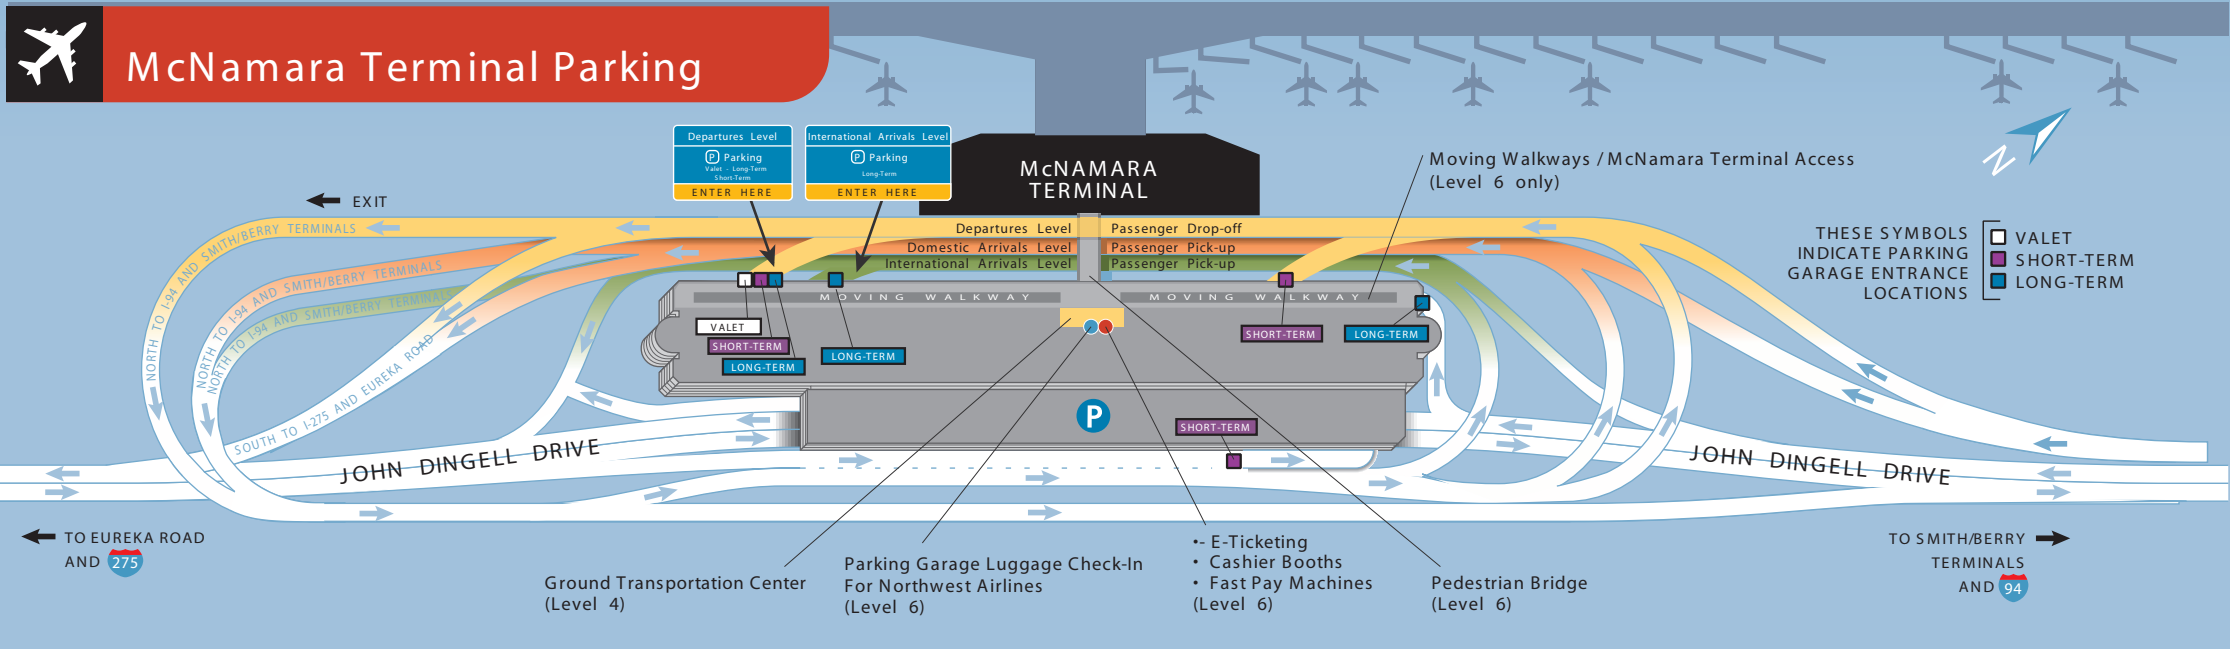 McNamara Terminal Parking
Departures Level
P Parking
Valet - Long-Term
Short-Term
ENTER HERE
International Arrivals Level
P Parking
Long-Term
ENTER HERE
McNAMARA
TERMINAL
Moving Walkways / McNamara Terminal Access
(Level 6 only)
N
EXIT
THESE SYMBOLS
INDICATE PARKING
GARAGE ENTRANCE
LOCATIONS
VALET
SHORT-TERM
LONG-TERM
Departures Level
Passenger Drop-off
Domestic Arrivals Level
Passenger Pick-up
International Arrivals Level
Passenger Pick-up
NORTH TO I-94 AND SMITH/BERRY TERMINALS
NORTH TO I-94 AND SMITH/BERRY TERMINALS
NORTH TO I-94 AND SMITH/BERRY TERMINALS
SOUTH TO I-275 AND EUREKA ROAD
MOVING WALKWAY
MOVING WALKWAY
VALET
SHORT-TERM
LONG-TERM
LONG-TERM
SHORT-TERM
LONG-TERM
P
SHORT-TERM
JOHN DINGELL DRIVE
JOHN DINGELL DRIVE
TO EUREKA ROAD
AND 275
Ground Transportation Center
(Level 4)
Parking Garage Luggage Check-In
For Northwest Airlines
(Level 6)
•- E-Ticketing
• Cashier Booths
• Fast Pay Machines
(Level 6)
Pedestrian Bridge
(Level 6)
TO SMITH/BERRY
TERMINALS
AND 94